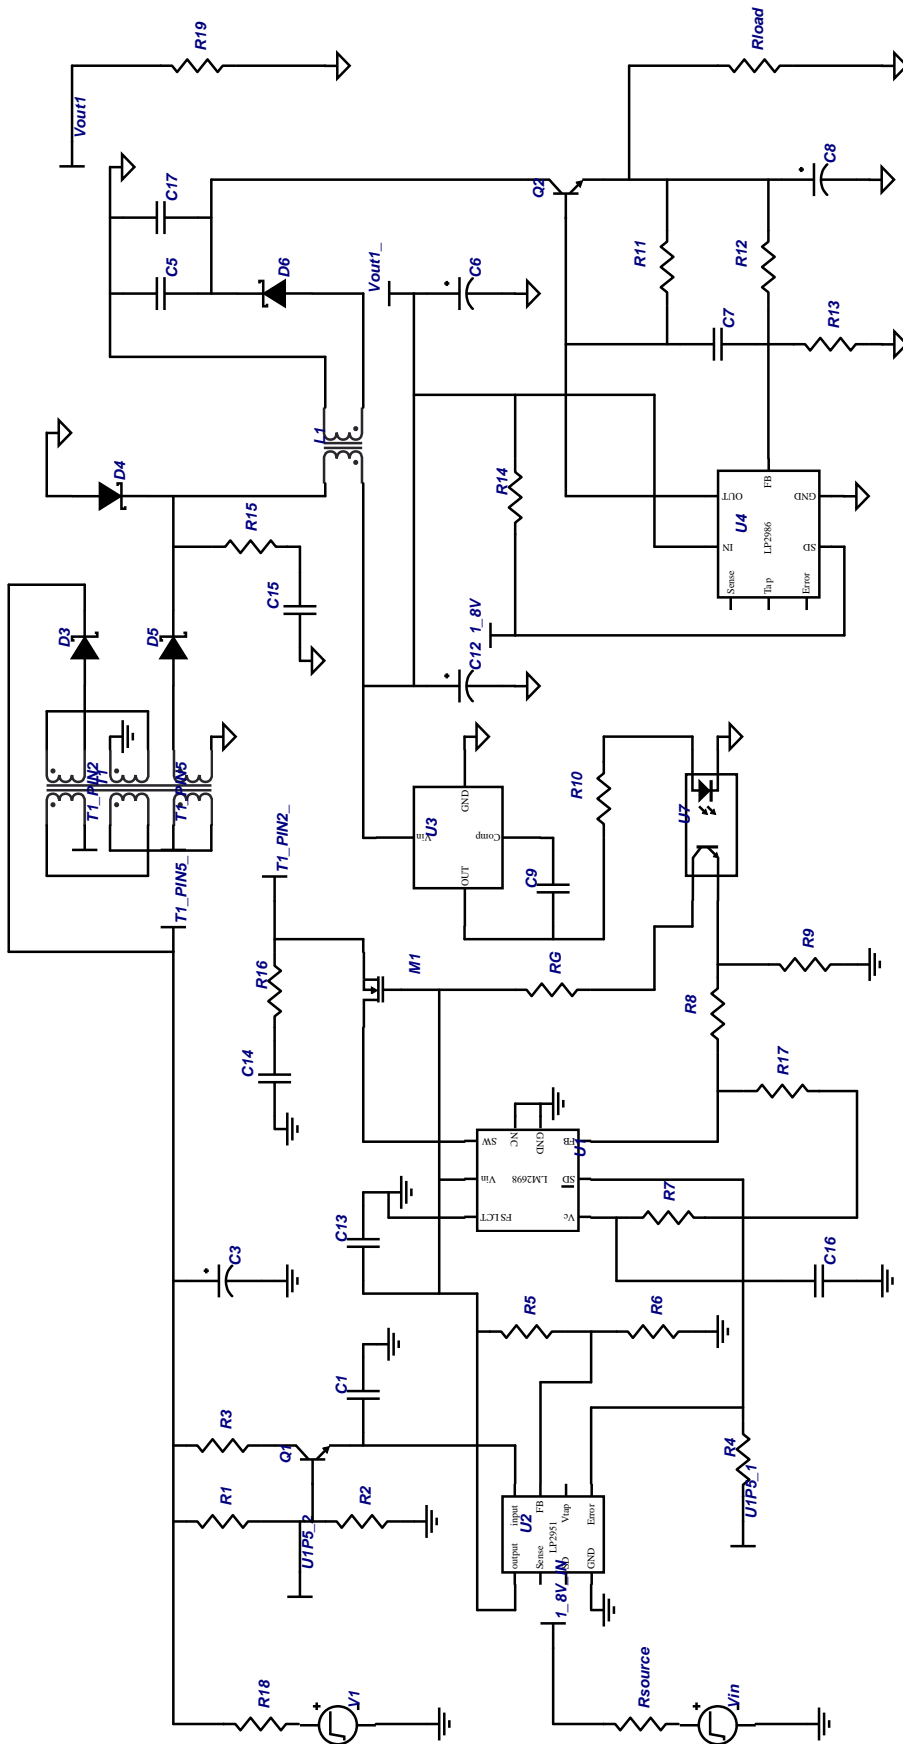 R19
Vout1
Rload
C17
Q2
C8
C5
D6
Vout1_
C6
R11
R12
C7
R13
L1
D4
R14
R15
OUT
FB
GND
U4
LP2986
IN
SD
Sense
Tap
Error
C15
C12
1_8V
D3
D5
T1_PIN2
T1
T1_PIN5
R10
U3
Vin
GND
Comp
OUT
C9
U7
T1_PIN5_
T1_PIN2_
M1
RG
R9
R16
R8
C14
R17
NC
GND
SW
FB
U1
Vin
LM2698
SD
FSLCT
Vc
R7
C13
C3
C16
R5
R6
C1
R3
Q1
R4
U1P5_1
R1
R2
U1P5_2
input
FB
Vtap
Error
U2
LP2951
output
Sense
SD
GND
1_8V_IN
R18
V1
Rsource
Vin